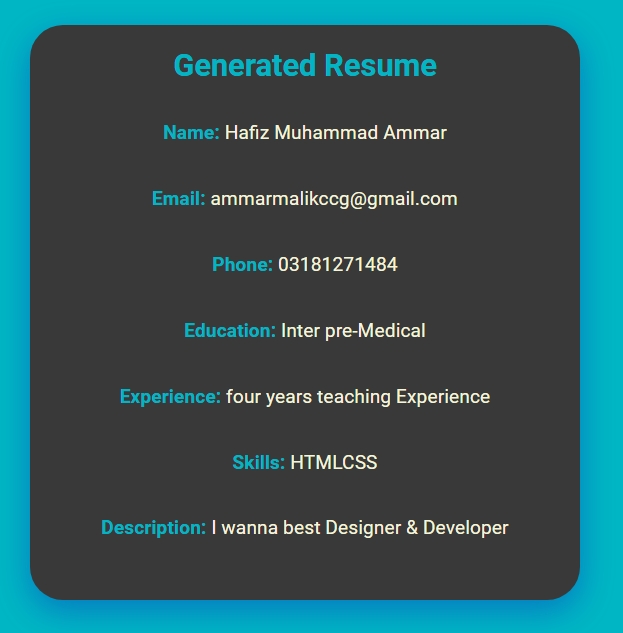 Generated Resume
Name: Hafiz Muhammad Ammar
Email: ammarmalikccg@gmail.com
Phone: 03181271484
Education: Inter pre-Medical
Experience: four years teaching Experience
Skills: HTMLCSS
Description: I wanna best Designer & Developer